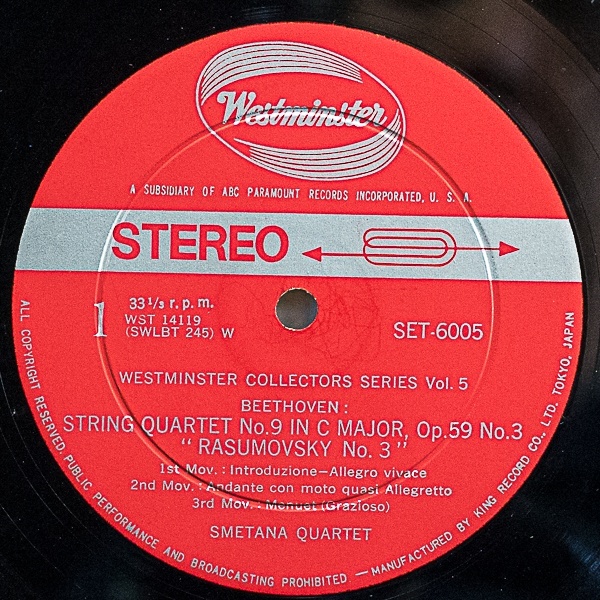 Westminster
A SUBSIDIARY OF ABC PARAMOUNT RECORDS INCORPORATED, U. S. A.
STEREO
1
33 1/3 r. p. m.
WST 14119
(SWLBT 245) W
SET-6005
WESTMINSTER COLLECTORS SERIES Vol. 5
BEETHOVEN :
STRING QUARTET No.9 IN C MAJOR, Op.59 No.3
“ RASUMOVSKY No. 3 ”
1st Mov. : Introduzione—Allegro vivace
2nd Mov. : Andante con moto quasi Allegretto
3rd Mov. : Menuet (Grazioso)
SMETANA QUARTET
ALL COPYRIGHT RESERVED. PUBLIC PERFORMANCE AND BROADCASTING PROHIBITED — MANUFACTURED BY KING RECORD CO., LTD. TOKYO, JAPAN